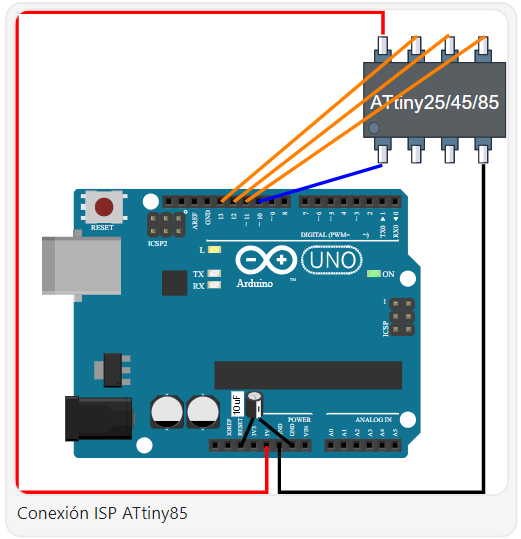 ATtiny25/45/85
RESET
ICSP2
AREF
GND
13
12
~11
~10
~9
8
7
~6
~5
4
~3
2
TX0 ▶ 1
RX0 ◀ 0
DIGITAL (PWM= ~)
L
TX
RX
Arduino
™
UNO
ON
1
ICSP
10uF
POWER
ANALOG IN
RESET
3V3
5V
GND
GND
VIN
A0
A1
A2
A3
A4
A5
Conexión ISP ATtiny85